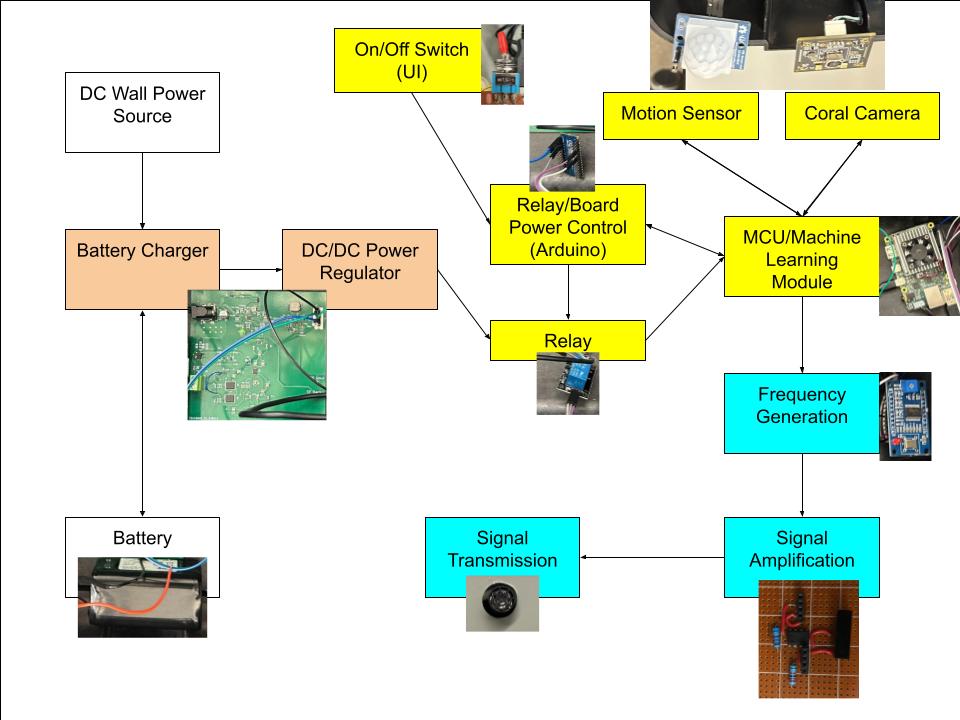 On/Off Switch
(UI)
DC Wall Power
Source
Motion Sensor
Coral Camera
Relay/Board
Power Control
(Arduino)
Battery Charger
DC/DC Power
Regulator
MCU/Machine
Learning
Module
Relay
Frequency
Generation
Battery
Signal
Transmission
Signal
Amplification